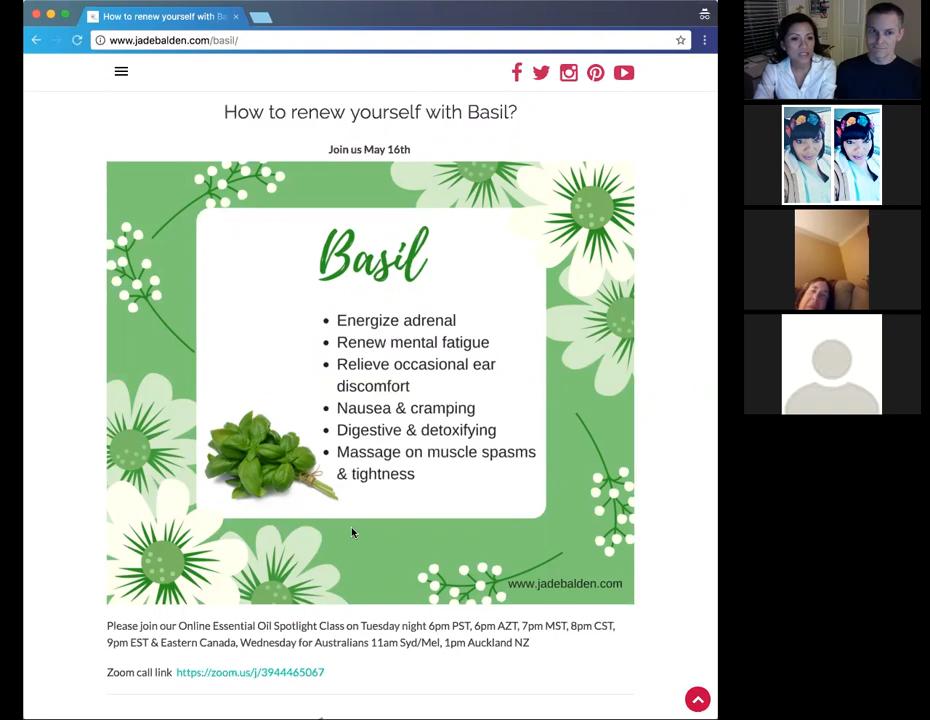 How to renew yourself with Ba
www.jadebalden.com/basil/
How to renew yourself with Basil?
Join us May 16th
Basil
• Energize adrenal
• Renew mental fatigue
• Relieve occasional ear
discomfort
• Nausea & cramping
• Digestive & detoxifying
• Massage on muscle spasms
& tightness
www.jadebalden.com
Please join our Online Essential Oil Spotlight Class on Tuesday night 6pm PST, 6pm AZT, 7pm MST, 8pm CST,
9pm EST & Eastern Canada, Wednesday for Australians 11am Syd/Mel, 1pm Auckland NZ
Zoom call link https://zoom.us/j/3944465067